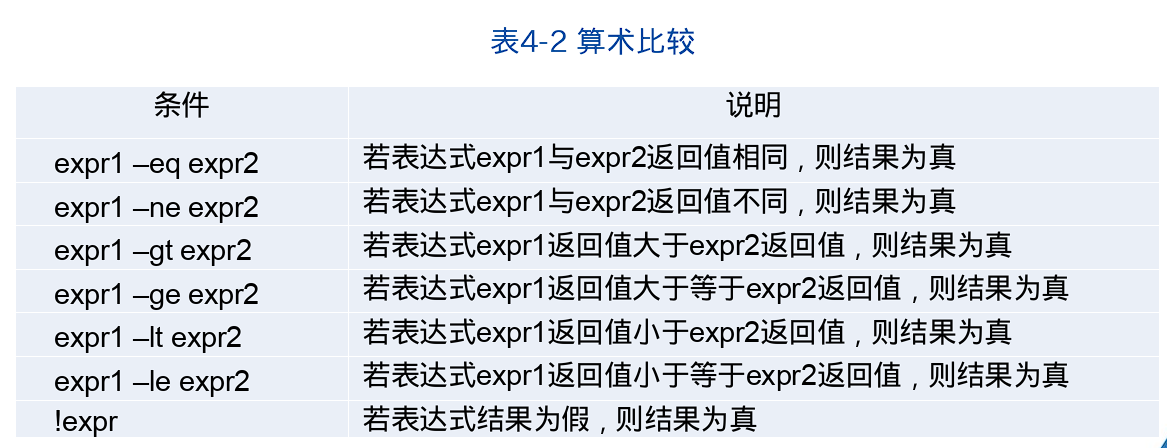 表4-2 算术比较
条件 说明
expr1 –eq expr2 若表达式expr1与expr2返回值相同，则结果为真
expr1 –ne expr2 若表达式expr1与expr2返回值不同，则结果为真
expr1 –gt expr2 若表达式expr1返回值大于expr2返回值，则结果为真
expr1 –ge expr2 若表达式expr1返回值大于等于expr2返回值，则结果为真
expr1 –lt expr2 若表达式expr1返回值小于expr2返回值，则结果为真
expr1 –le expr2 若表达式expr1返回值小于等于expr2返回值，则结果为真
!expr 若表达式结果为假，则结果为真